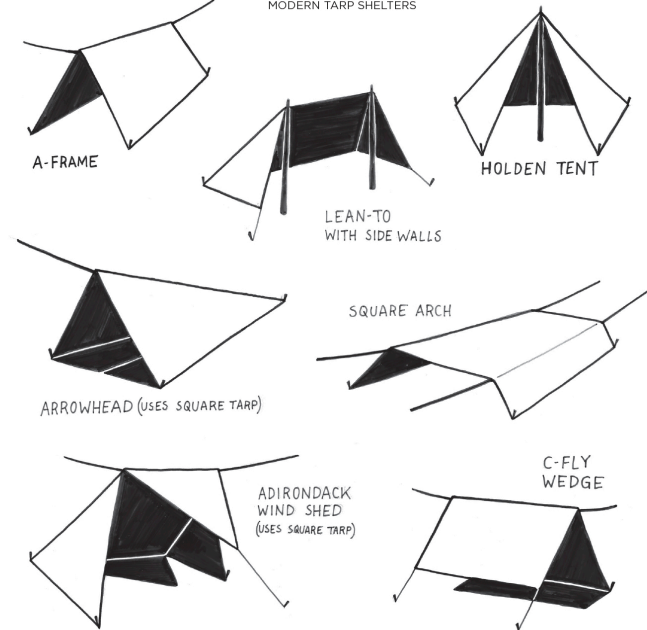 MODERN TARP SHELTERS
A-FRAME
LEAN-TO
WITH SIDE WALLS
HOLDEN TENT
ARROWHEAD (USES SQUARE TARP)
SQUARE ARCH
ADIRONDACK
WIND SHED
(USES SQUARE TARP)
C-FLY
WEDGE